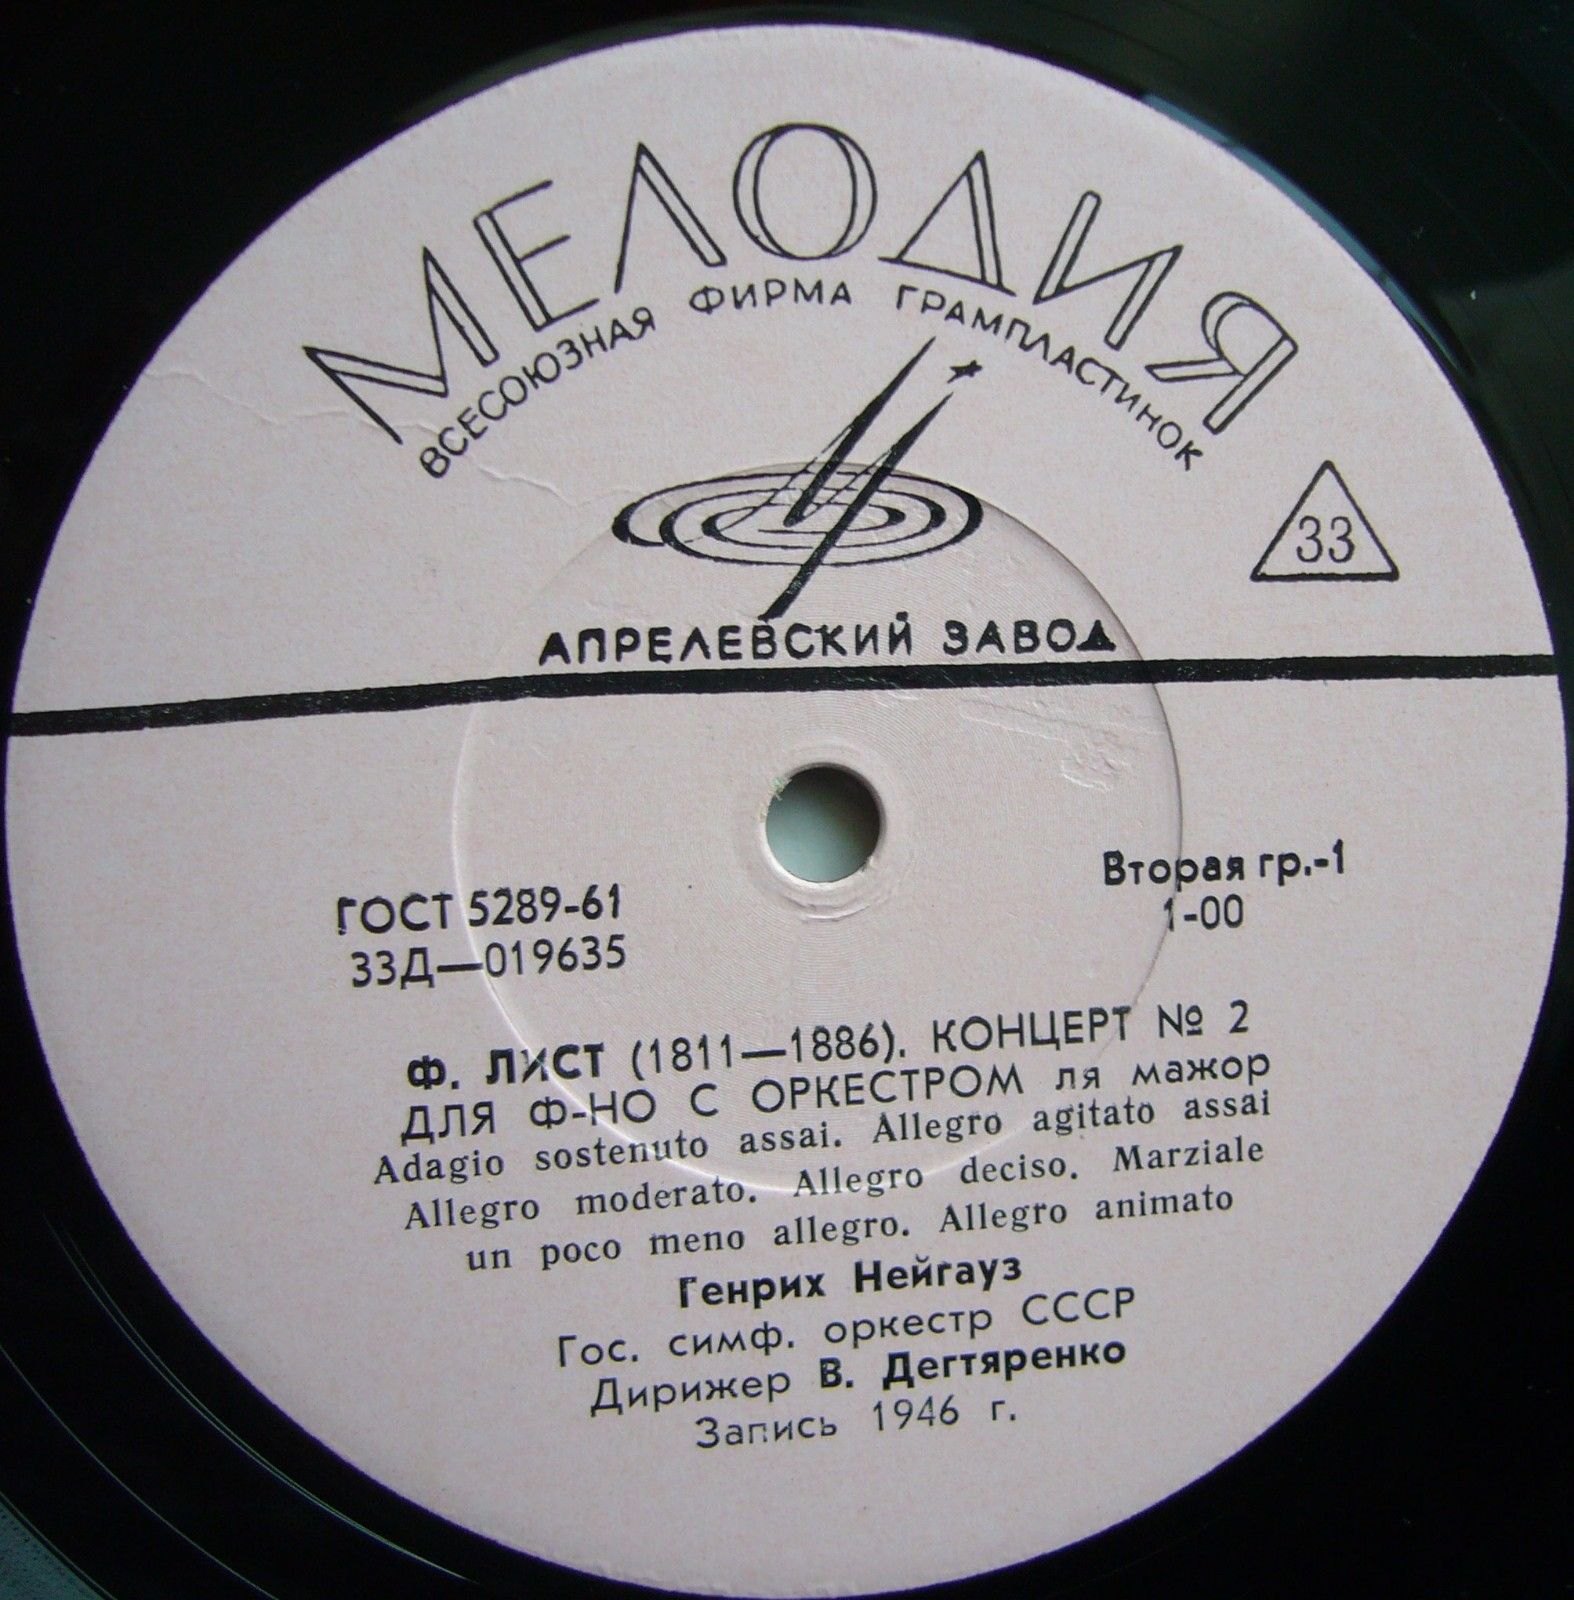 МЕЛОДИЯ
ВСЕСОЮЗНАЯ ФИРМА ГРАМПЛАСТИНОК
33
АПРЕЛЕВСКИЙ ЗАВОД
ГОСТ 5289-61
33Д—019635
Вторая гр.-1
1-00
Ф. ЛИСТ (1811—1886). КОНЦЕРТ № 2
ДЛЯ Ф-НО С ОРКЕСТРОМ ля мажор
Adagio sostenuto assai. Allegro agitato assai
Allegro moderato. Allegro deciso. Marziale
un poco meno allegro. Allegro animato
Генрих Нейгауз
Гос. симф. оркестр СССР
Дирижер В. Дегтяренко
Запись 1946 г.